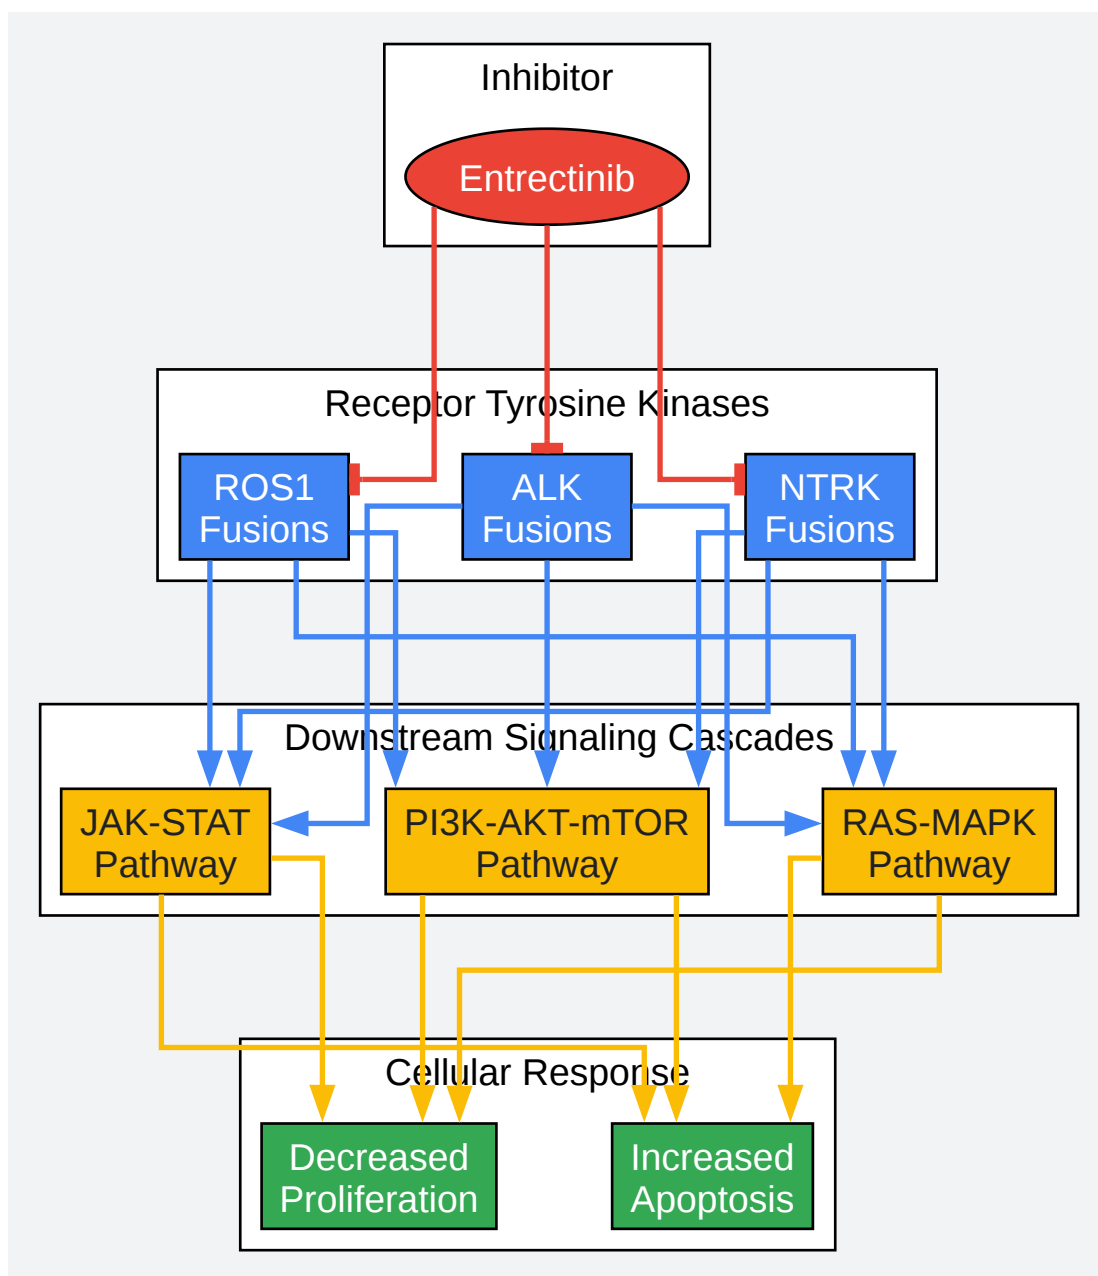 Inhibitor
Entrectinib
Receptor Tyrosine Kinases
ROS1
Fusions
ALK
Fusions
NTRK
Fusions
Downstream Signaling Cascades
JAK-STAT
Pathway
PI3K-AKT-mTOR
Pathway
RAS-MAPK
Pathway
Cellular Response
Decreased
Proliferation
Increased
Apoptosis